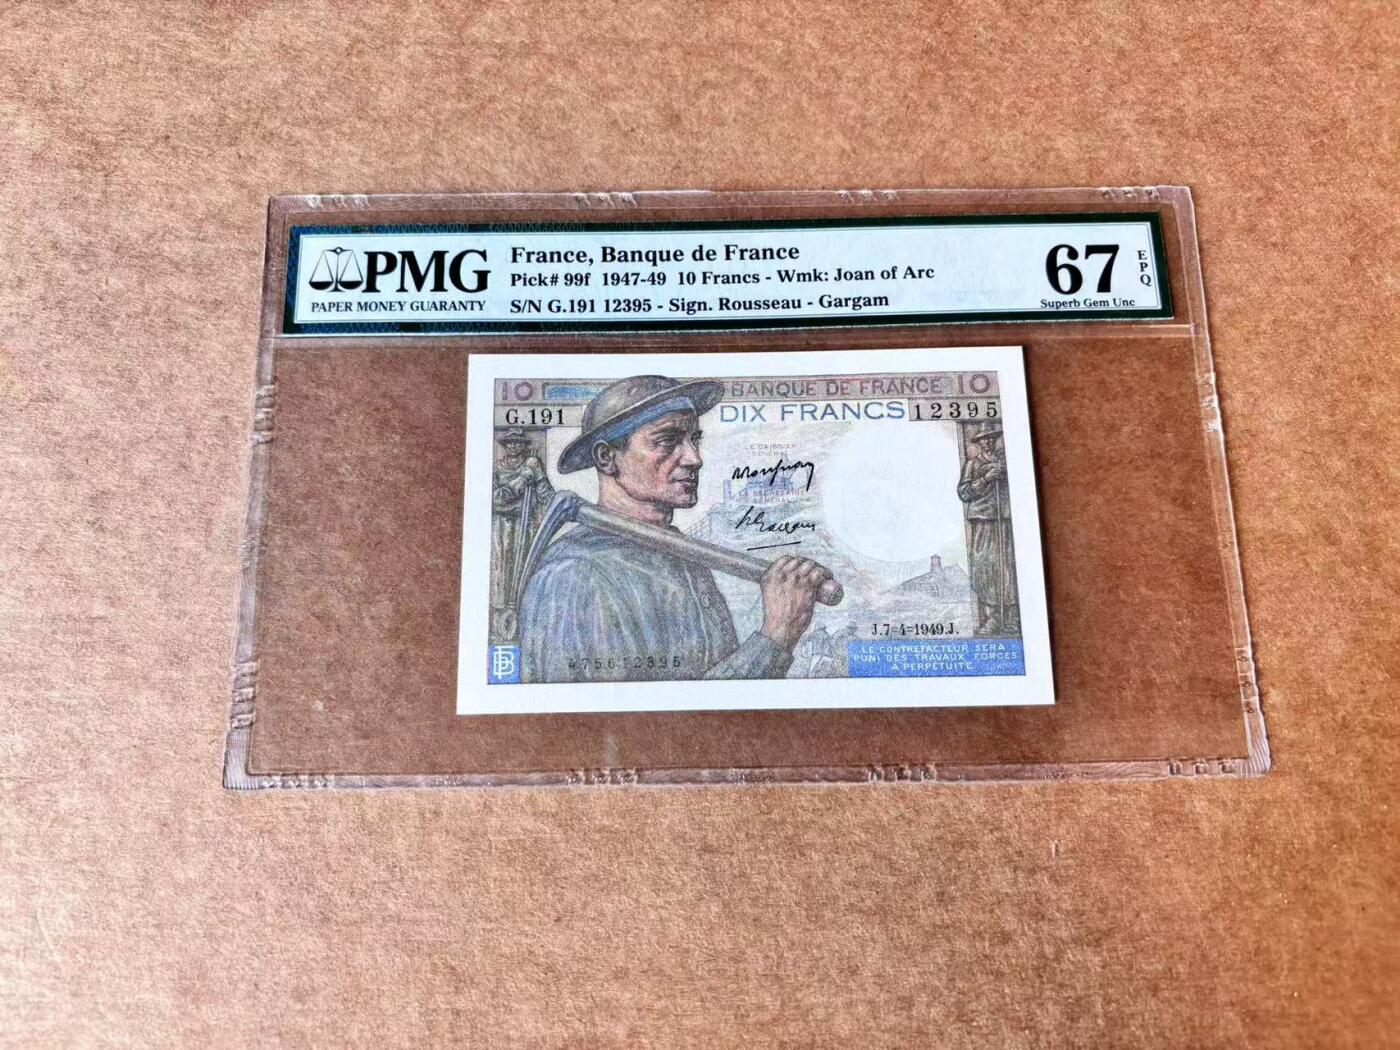 PMG
PAPER MONEY GUARANTY
France, Banque de France
Pick# 99f 1947-49 10 Francs - Wmk: Joan of Arc
S/N G.191 12395 - Sign. Rousseau - Gargam
67
EPQ
Superb Gem Unc
10 BANQUE DE FRANCE 10
G.191 DIX FRANCS 12395
LE CAISSIER
GÉNÉRAL
LE SECRÉTAIRE
GÉNÉRAL
J.7=4=1949.J.
475612395
LE CONTREFACTEUR SERA
PUNI DES TRAVAUX FORCÉS
A PERPÉTUITÉ